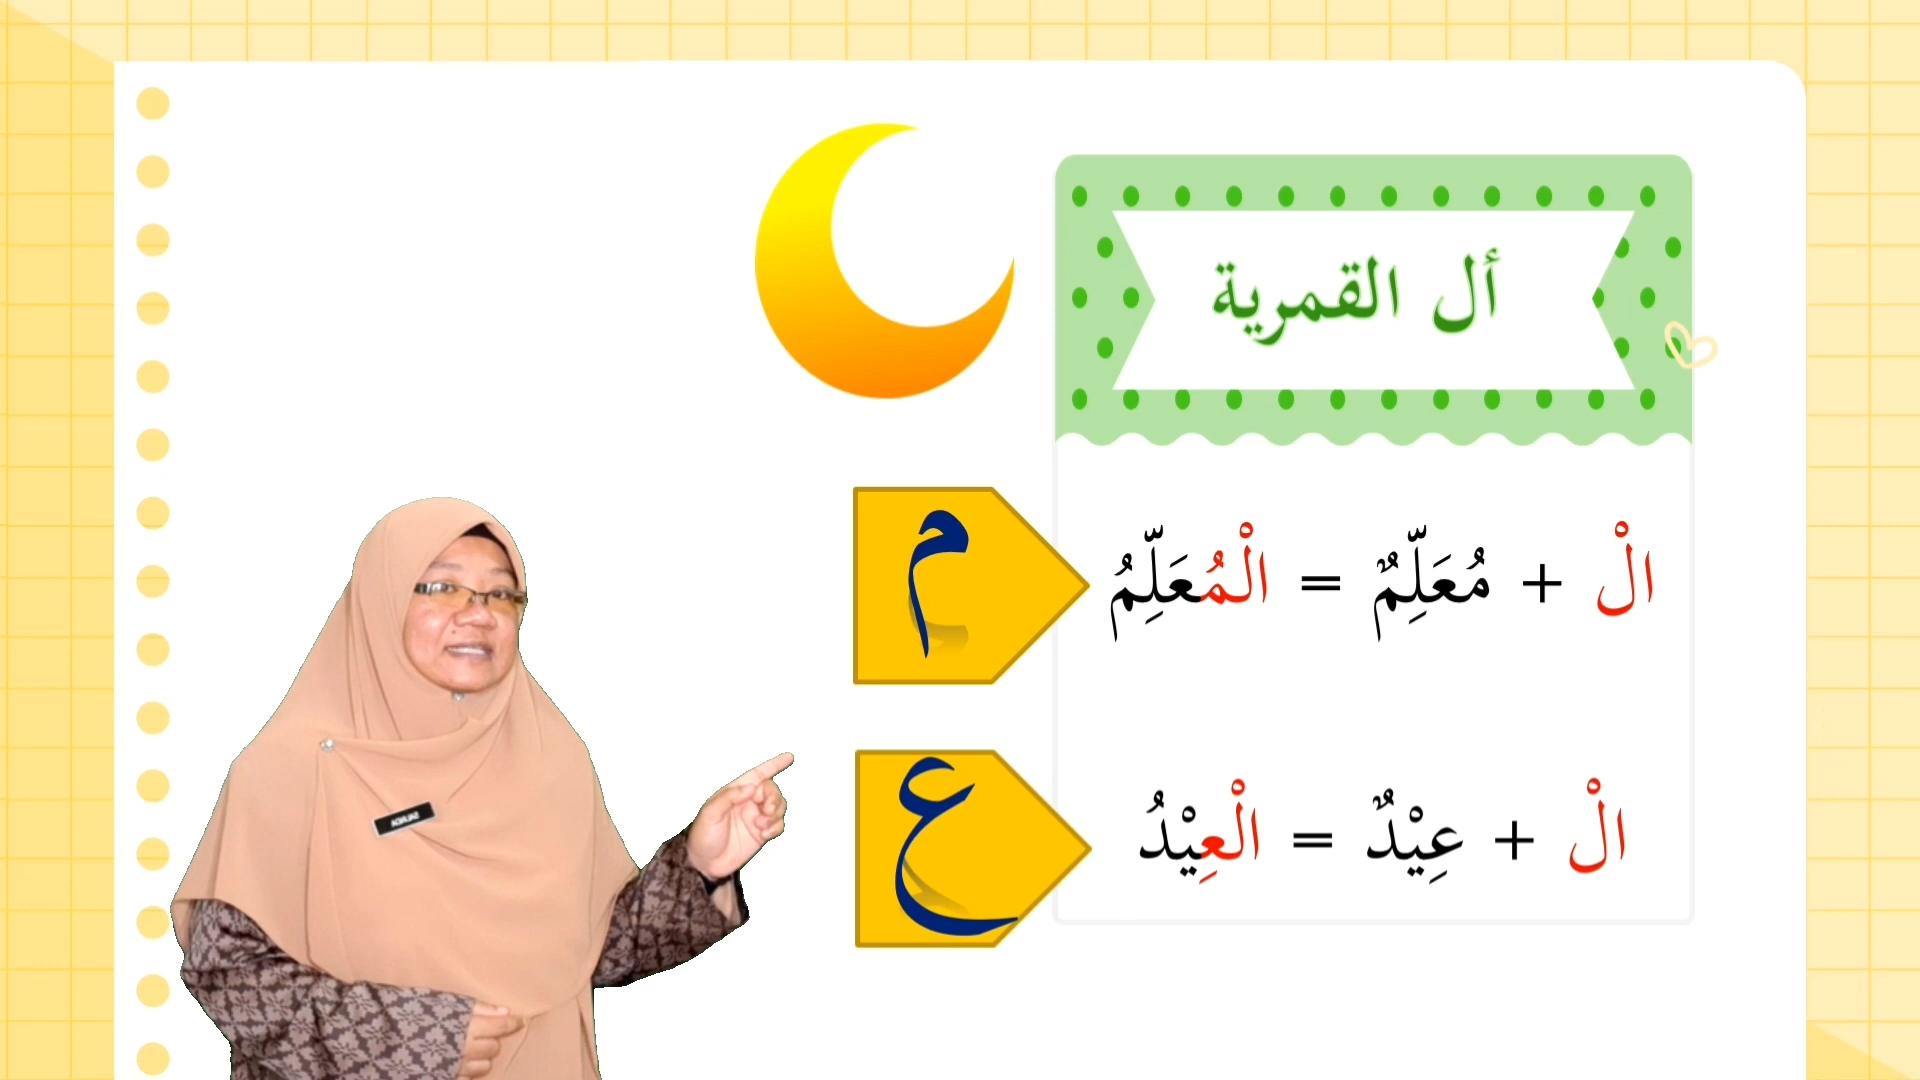 أل القمرية
م
الْ + مُعَلِّمٌ = الْمُعَلِّمُ
ع
الْ + عِيْدٌ = الْعِيْدُ